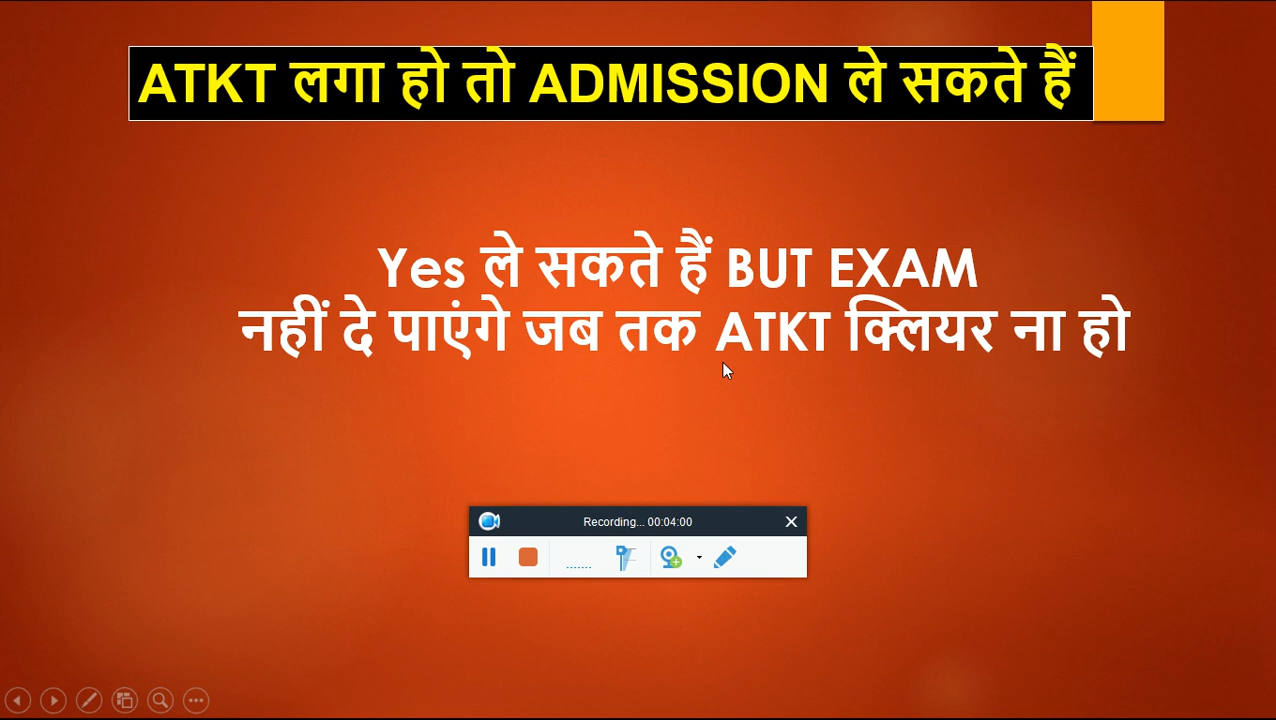 ATKT लगा हो तो ADMISSION ले सकते हैं
Yes ले सकते हैं BUT EXAM
नहीं दे पाएंगे जब तक ATKT क्लियर ना हो
Recording... 00:04:00